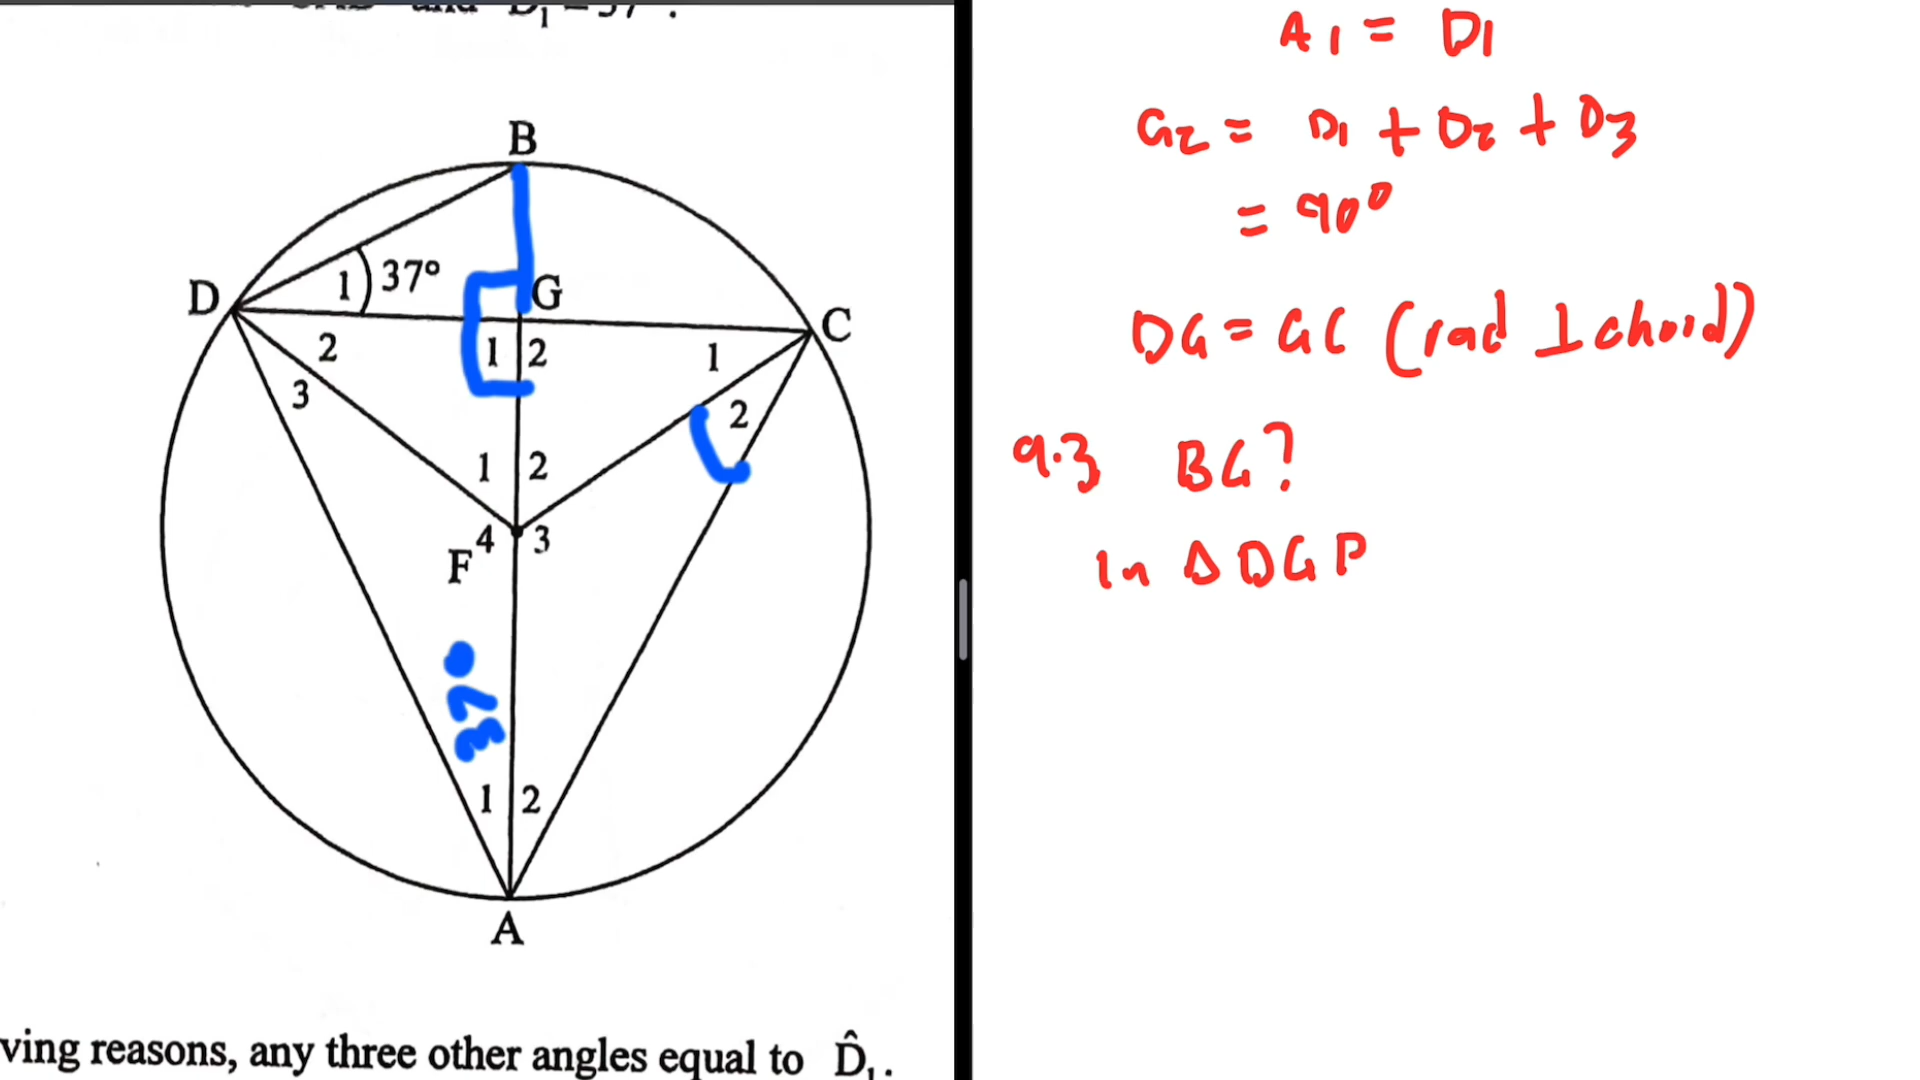 B
D
1
37°
G
C
2
1
2
1
3
2
1
2
4
3
F
37°
1
2
A
ving reasons, any three other angles equal to D̂₁.
A1 = D1
G2 = D1 + D2 + D3
= 90°
DG = GC (rad ⊥ chord)
9.3 BG?
In Δ DGP